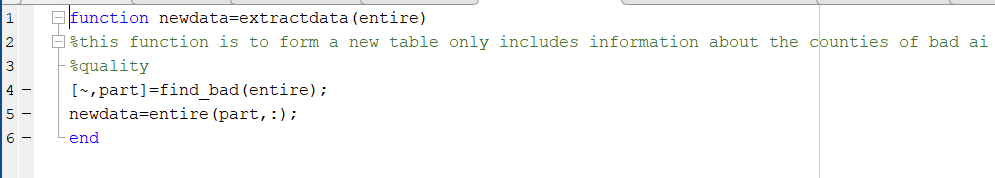 1 function newdata=extractdata(entire)
2 %this function is to form a new table only includes information about the counties of bad ai
3 %quality
4 [~,part]=find_bad(entire);
5 newdata=entire(part,:);
6 end